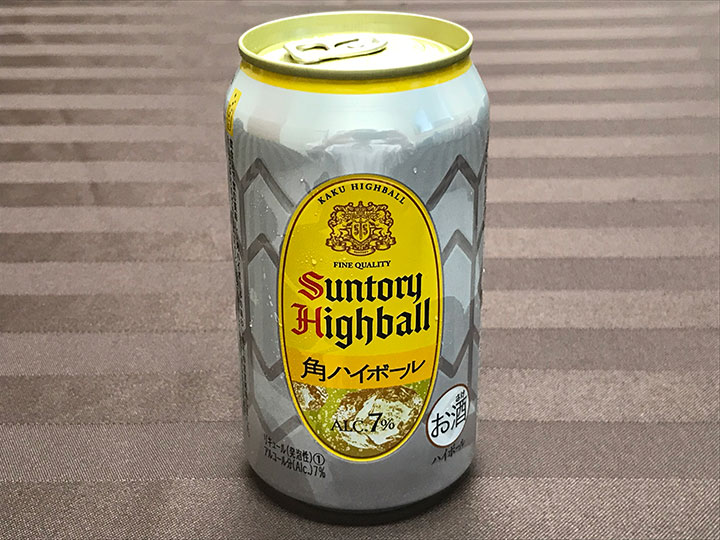 KAKU HIGHBALL
FINE QUALITY
Suntory
Highball
角ハイボール
ALC.7%
お酒
ハイボール
リキュール(発泡性)①
アルコール分(Alc.)7%